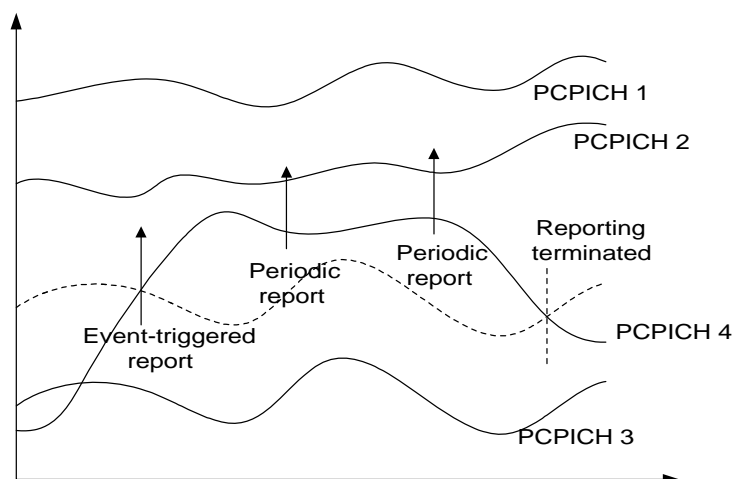 PCPICH 1
PCPICH 2
Reporting
terminated
Periodic
report
Periodic
report
Event-triggered
report
PCPICH 4
PCPICH 3